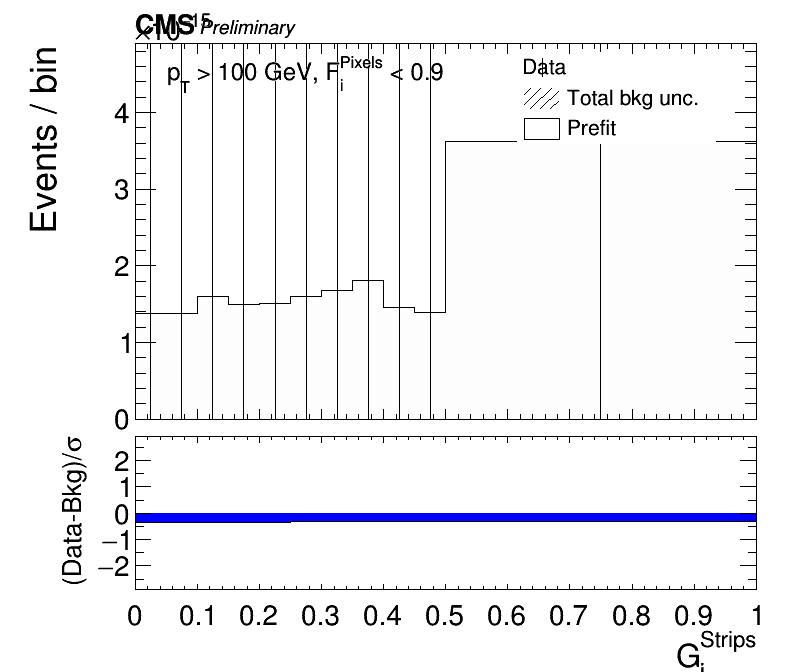 CMS Preliminary
×10^15
p_T > 100 GeV, F_i^Pixels < 0.9
Data
Total bkg unc.
Prefit
Events / bin
4
3
2
1
0
(Data-Bkg)/σ
2
1
0
−1
−2
0 0.1 0.2 0.3 0.4 0.5 0.6 0.7 0.8 0.9 1
G_i^Strips